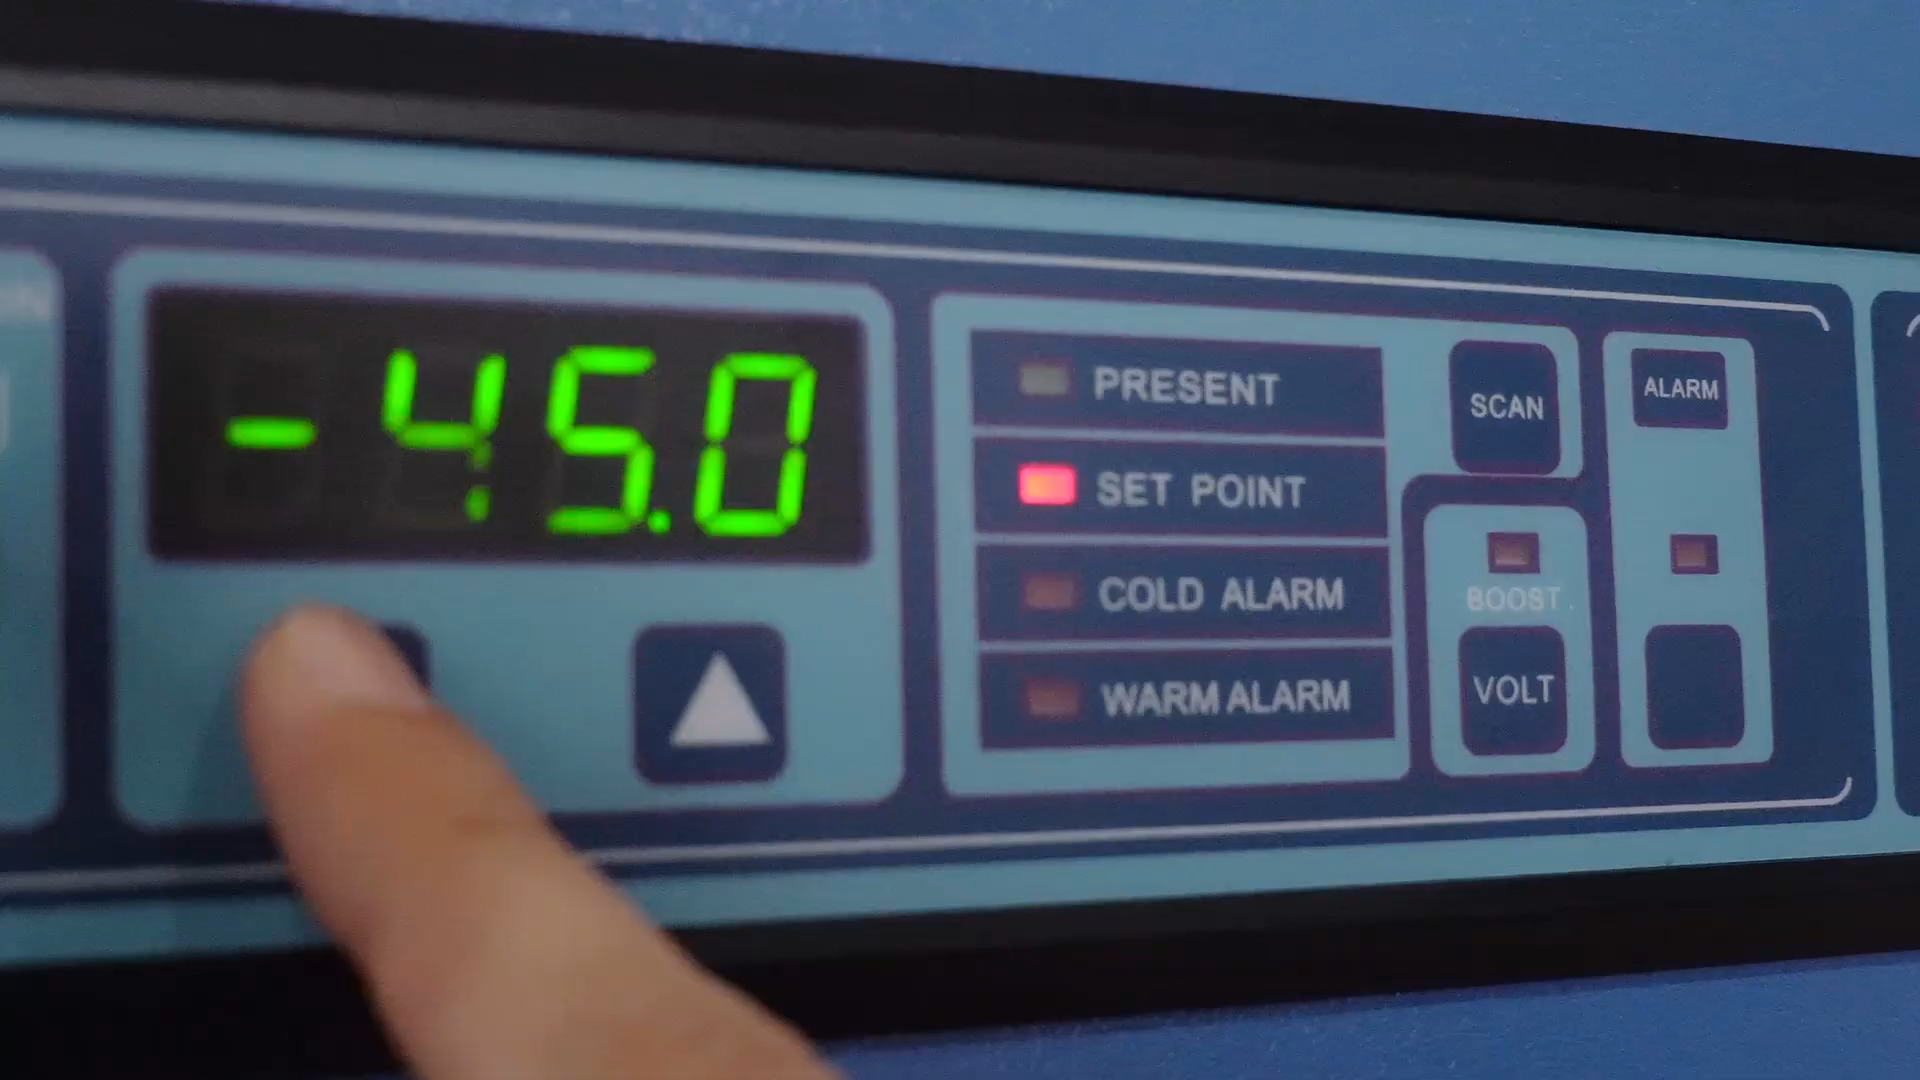 -45.0
PRESENT
SET POINT
COLD ALARM
WARM ALARM
SCAN
BOOST.
VOLT
ALARM